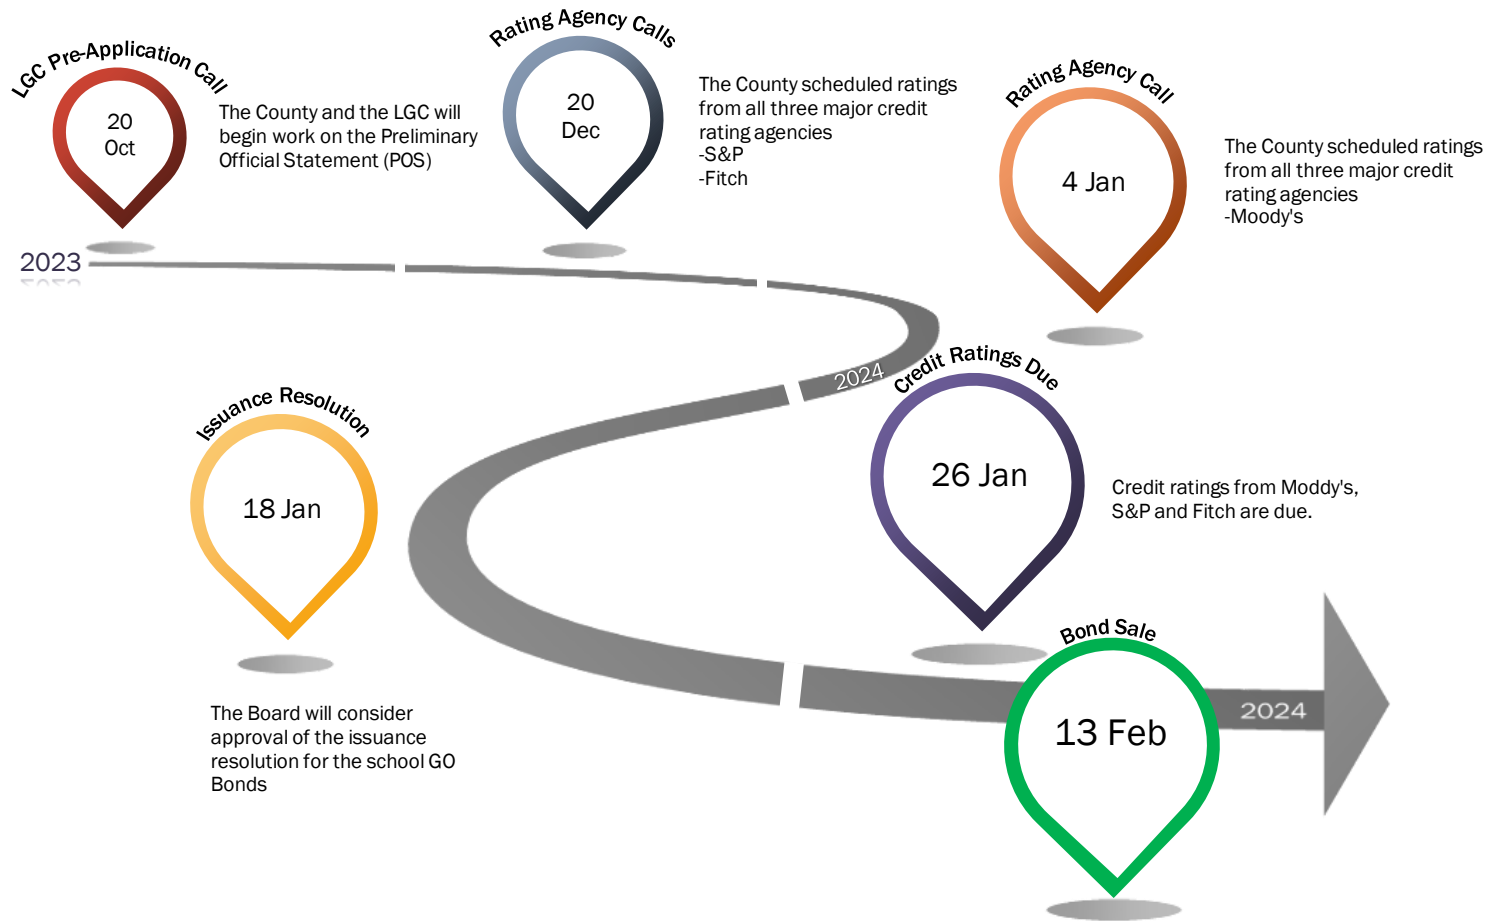 LGC Pre-Application Call
20
Oct
The County and the LGC will
begin work on the Preliminary
Official Statement (POS)
Rating Agency Calls
20
Dec
The County scheduled ratings
from all three major credit
rating agencies
-S&P
-Fitch
Rating Agency Call
4 Jan
The County scheduled ratings
from all three major credit
rating agencies
-Moody's
2023
2024
Issuance Resolution
18 Jan
The Board will consider
approval of the issuance
resolution for the school GO
Bonds
Credit Ratings Due
26 Jan
Credit ratings from Moddy's,
S&P and Fitch are due.
Bond Sale
13 Feb
2024